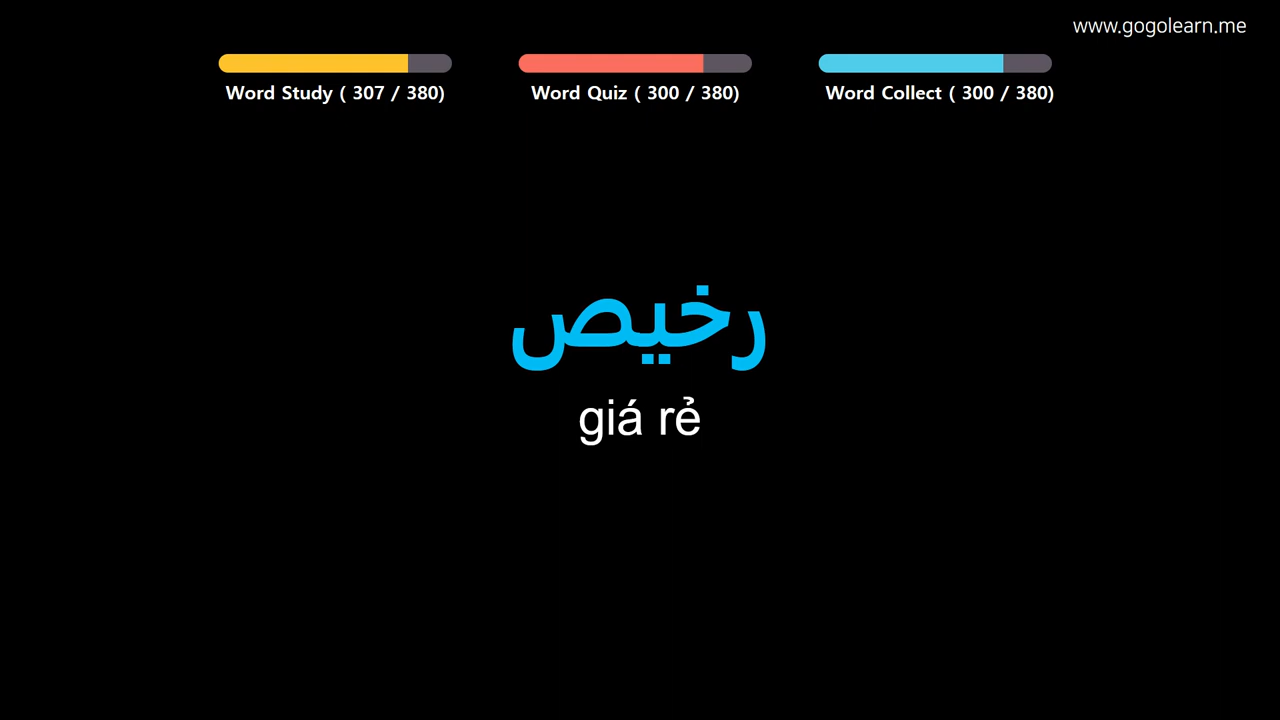 www.gogolearn.me
Word Study ( 307 / 380)
Word Quiz ( 300 / 380)
Word Collect ( 300 / 380)
رخيص
giá rẻ